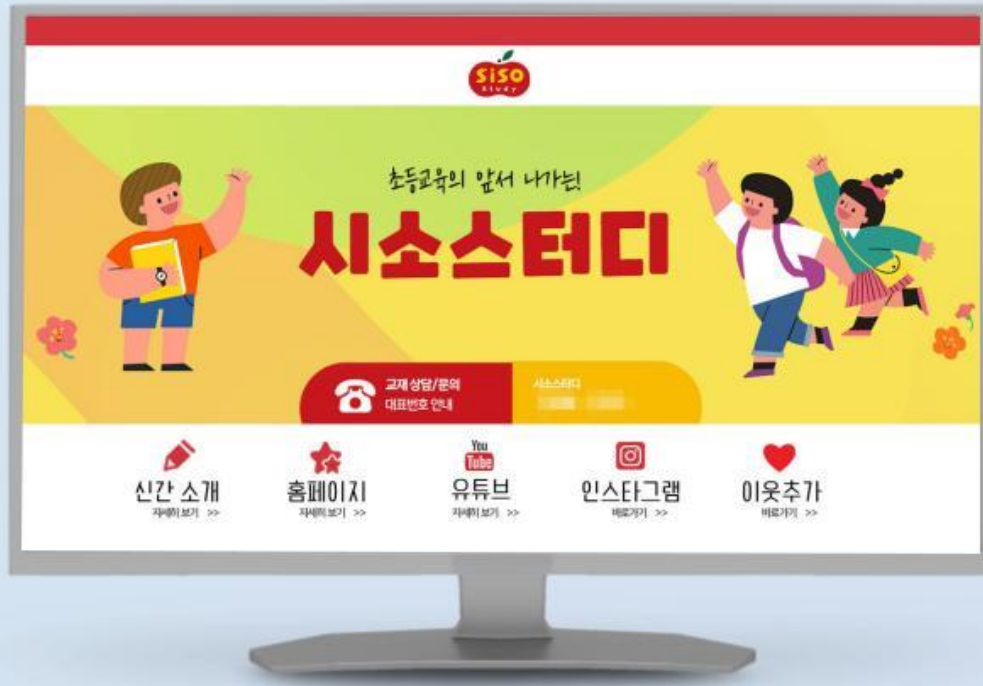 SiSO
Study
초등교육의 앞서 나가는!
시소스터디
교재 상담/문의
대표번호 안내
시소스터디
신간 소개
자세히 보기 >>
홈페이지
자세히 보기 >>
You
Tube
유튜브
자세히 보기 >>
인스타그램
바로가기 >>
이웃추가
바로가기 >>